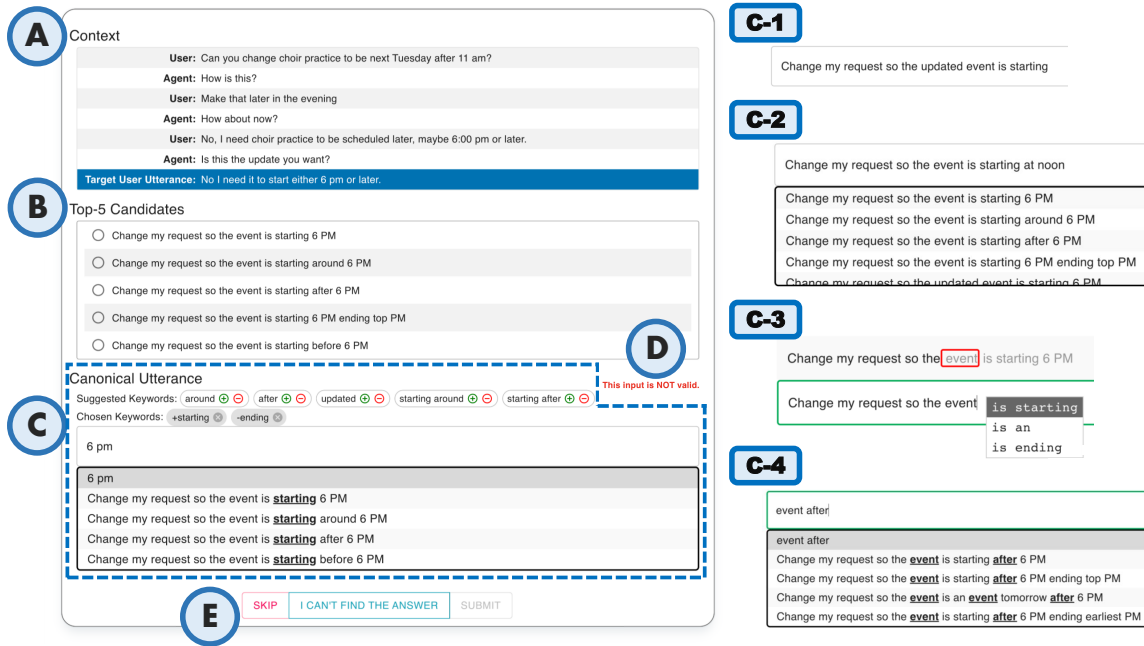 A
Context
User: Can you change choir practice to be next Tuesday after 11 am?
Agent: How is this?
User: Make that later in the evening
Agent: How about now?
User: No, I need choir practice to be scheduled later, maybe 6:00 pm or later.
Agent: Is this the update you want?
Target User Utterance: No I need it to start either 6 pm or later.
B
Top-5 Candidates
Change my request so the event is starting 6 PM
Change my request so the event is starting around 6 PM
Change my request so the event is starting after 6 PM
Change my request so the event is starting 6 PM ending top PM
Change my request so the event is starting before 6 PM
D
This input is NOT valid.
C
Canonical Utterance
Suggested Keywords: around after updated starting around starting after
Chosen Keywords: +starting -ending
6 pm
6 pm
Change my request so the event is starting 6 PM
Change my request so the event is starting around 6 PM
Change my request so the event is starting after 6 PM
Change my request so the event is starting before 6 PM
E
SKIP I CAN'T FIND THE ANSWER SUBMIT
C-1
Change my request so the updated event is starting
C-2
Change my request so the event is starting at noon
Change my request so the event is starting 6 PM
Change my request so the event is starting around 6 PM
Change my request so the event is starting after 6 PM
Change my request so the event is starting 6 PM ending top PM
Change my request so the updated event is starting 6 PM
C-3
Change my request so the event is starting 6 PM
Change my request so the event
is starting
is an
is ending
C-4
event after
event after
Change my request so the event is starting after 6 PM
Change my request so the event is starting after 6 PM ending top PM
Change my request so the event is an event tomorrow after 6 PM
Change my request so the event is starting after 6 PM ending earliest PM